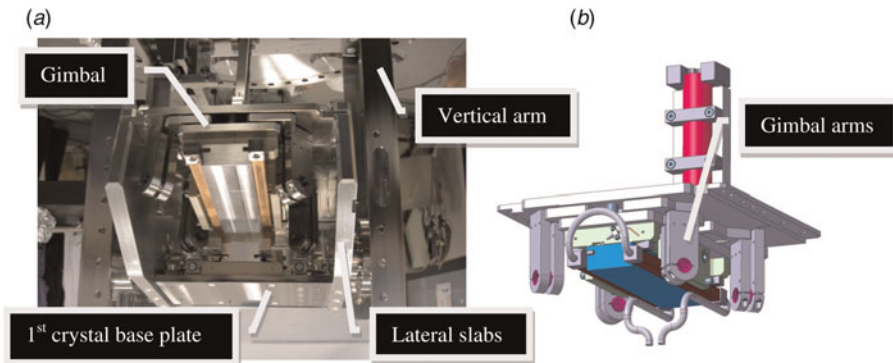 (a)
(b)
Gimbal
Vertical arm
Gimbal arms
1st crystal base plate
Lateral slabs